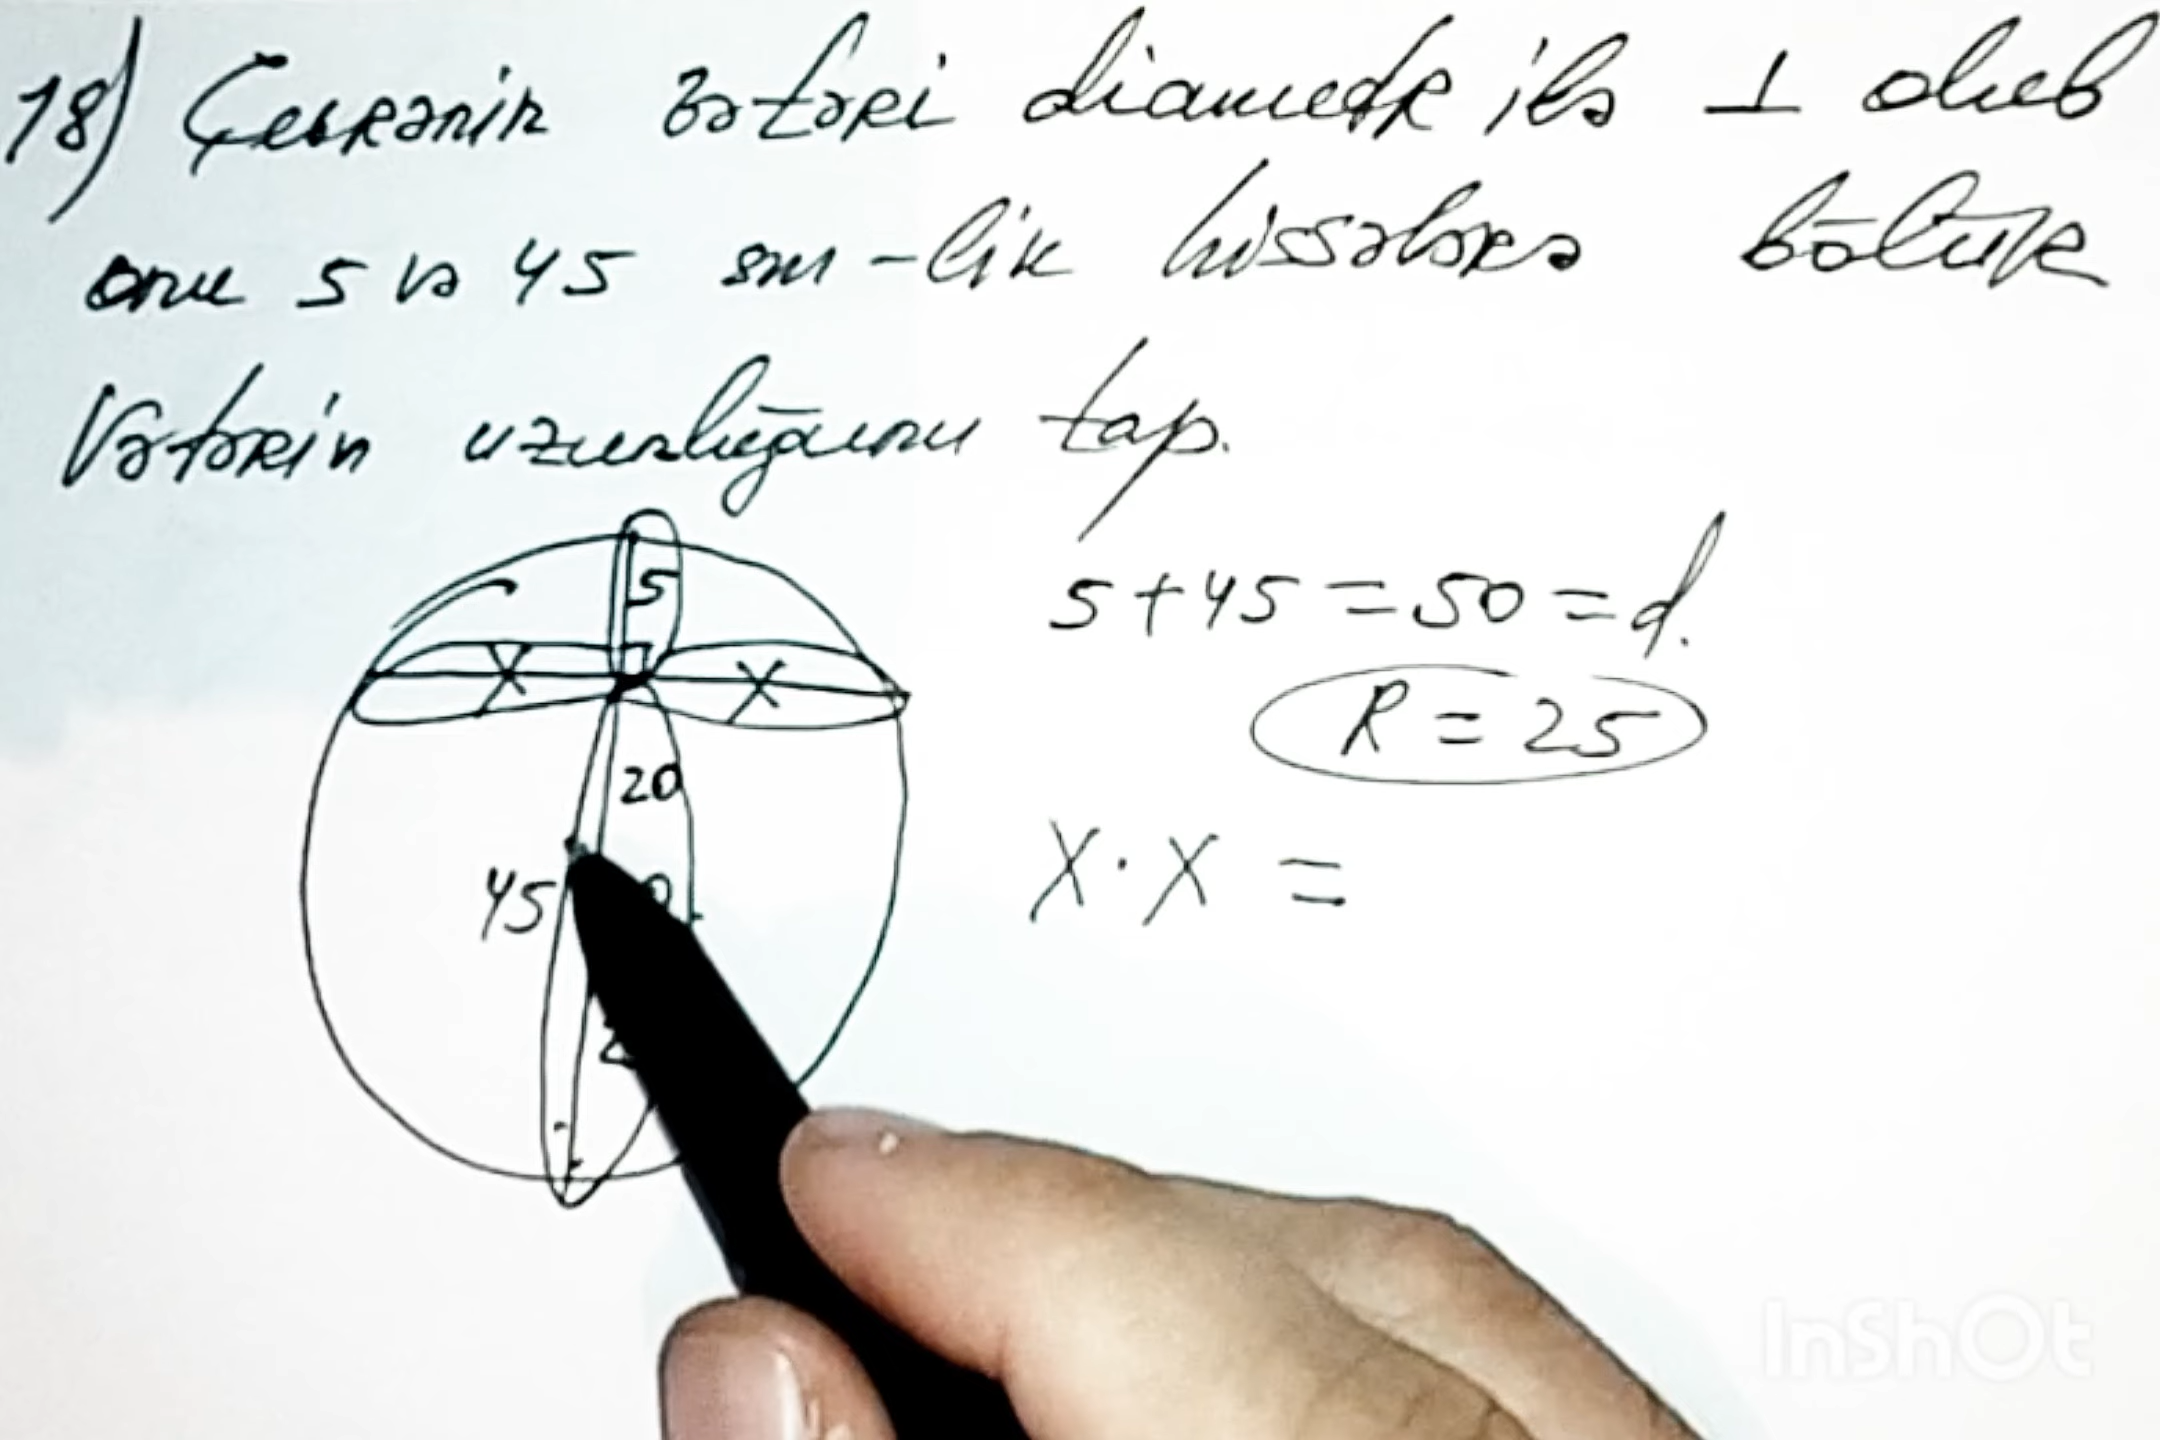 18) Çevrənin vətəri diametr ilə ⊥ olub
onu 5 və 45 sm-lik hissələrə bölür
Vətərin uzunluğunu tap.
5
5+45=50=d.
x x
R = 25
20
x·x =
45
InShOt